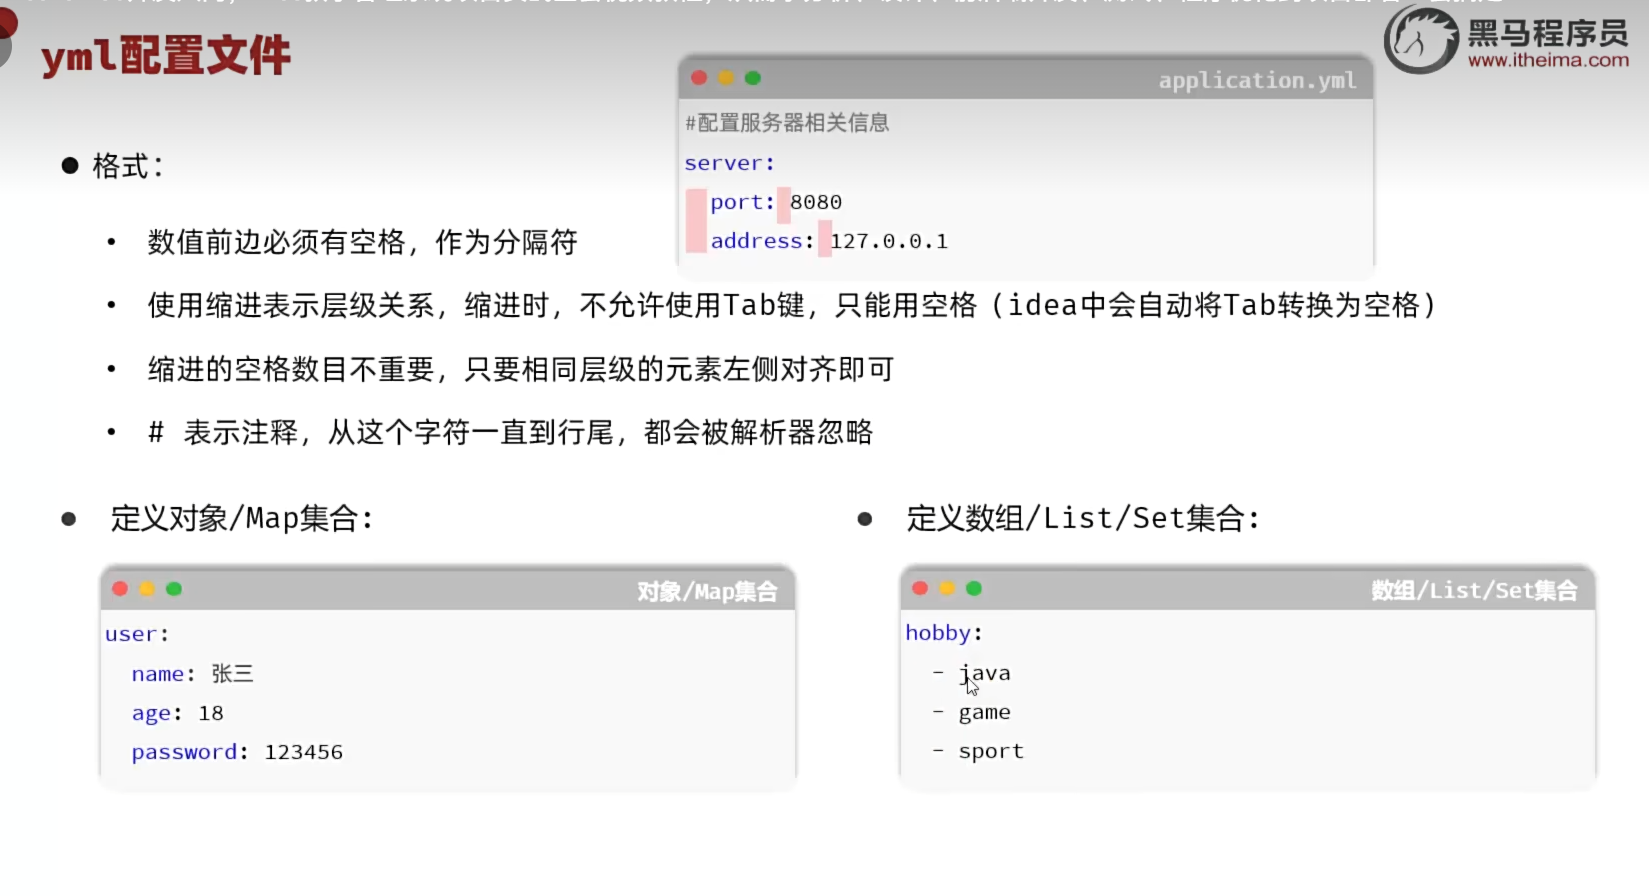 yml配置文件
黑马程序员
www.itheima.com
application.yml
#配置服务器相关信息
server:
port: 8080
address: 127.0.0.1
格式：
数值前边必须有空格，作为分隔符
使用缩进表示层级关系，缩进时，不允许使用Tab键，只能用空格（idea中会自动将Tab转换为空格）
缩进的空格数目不重要，只要相同层级的元素左侧对齐即可
# 表示注释，从这个字符一直到行尾，都会被解析器忽略
定义对象/Map集合：
对象/Map集合
user:
name: 张三
age: 18
password: 123456
定义数组/List/Set集合：
数组/List/Set集合
hobby:
- java
- game
- sport